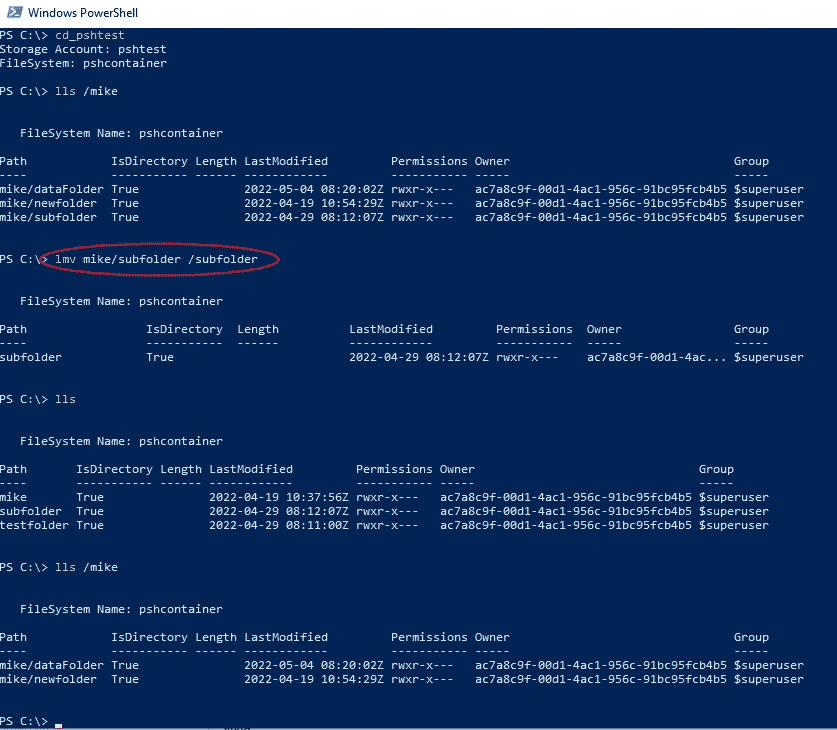 Windows PowerShell
PS C:\> cd_pshtest
Storage Account: pshtest
FileSystem: pshcontainer
PS C:\> lls /mike
FileSystem Name: pshcontainer
Path IsDirectory Length LastModified Permissions Owner Group
---- ----------- ------ ------------ ----------- ----- -----
mike/dataFolder True 2022-05-04 08:20:02Z rwxr-x--- ac7a8c9f-00d1-4ac1-956c-91bc95fcb4b5 $superuser
mike/newfolder True 2022-04-19 10:54:29Z rwxr-x--- ac7a8c9f-00d1-4ac1-956c-91bc95fcb4b5 $superuser
mike/subfolder True 2022-04-29 08:12:07Z rwxr-x--- ac7a8c9f-00d1-4ac1-956c-91bc95fcb4b5 $superuser
PS C:\> lmv mike/subfolder /subfolder
FileSystem Name: pshcontainer
Path IsDirectory Length LastModified Permissions Owner Group
---- ----------- ------ ------------ ----------- ----- -----
subfolder True 2022-04-29 08:12:07Z rwxr-x--- ac7a8c9f-00d1-4ac... $superuser
PS C:\> lls
FileSystem Name: pshcontainer
Path IsDirectory Length LastModified Permissions Owner Group
---- ----------- ------ ------------ ----------- ----- -----
mike True 2022-04-19 10:37:56Z rwxr-x--- ac7a8c9f-00d1-4ac1-956c-91bc95fcb4b5 $superuser
subfolder True 2022-04-29 08:12:07Z rwxr-x--- ac7a8c9f-00d1-4ac1-956c-91bc95fcb4b5 $superuser
testfolder True 2022-04-29 08:11:00Z rwxr-x--- ac7a8c9f-00d1-4ac1-956c-91bc95fcb4b5 $superuser
PS C:\> lls /mike
FileSystem Name: pshcontainer
Path IsDirectory Length LastModified Permissions Owner Group
---- ----------- ------ ------------ ----------- ----- -----
mike/dataFolder True 2022-05-04 08:20:02Z rwxr-x--- ac7a8c9f-00d1-4ac1-956c-91bc95fcb4b5 $superuser
mike/newfolder True 2022-04-19 10:54:29Z rwxr-x--- ac7a8c9f-00d1-4ac1-956c-91bc95fcb4b5 $superuser
PS C:\>